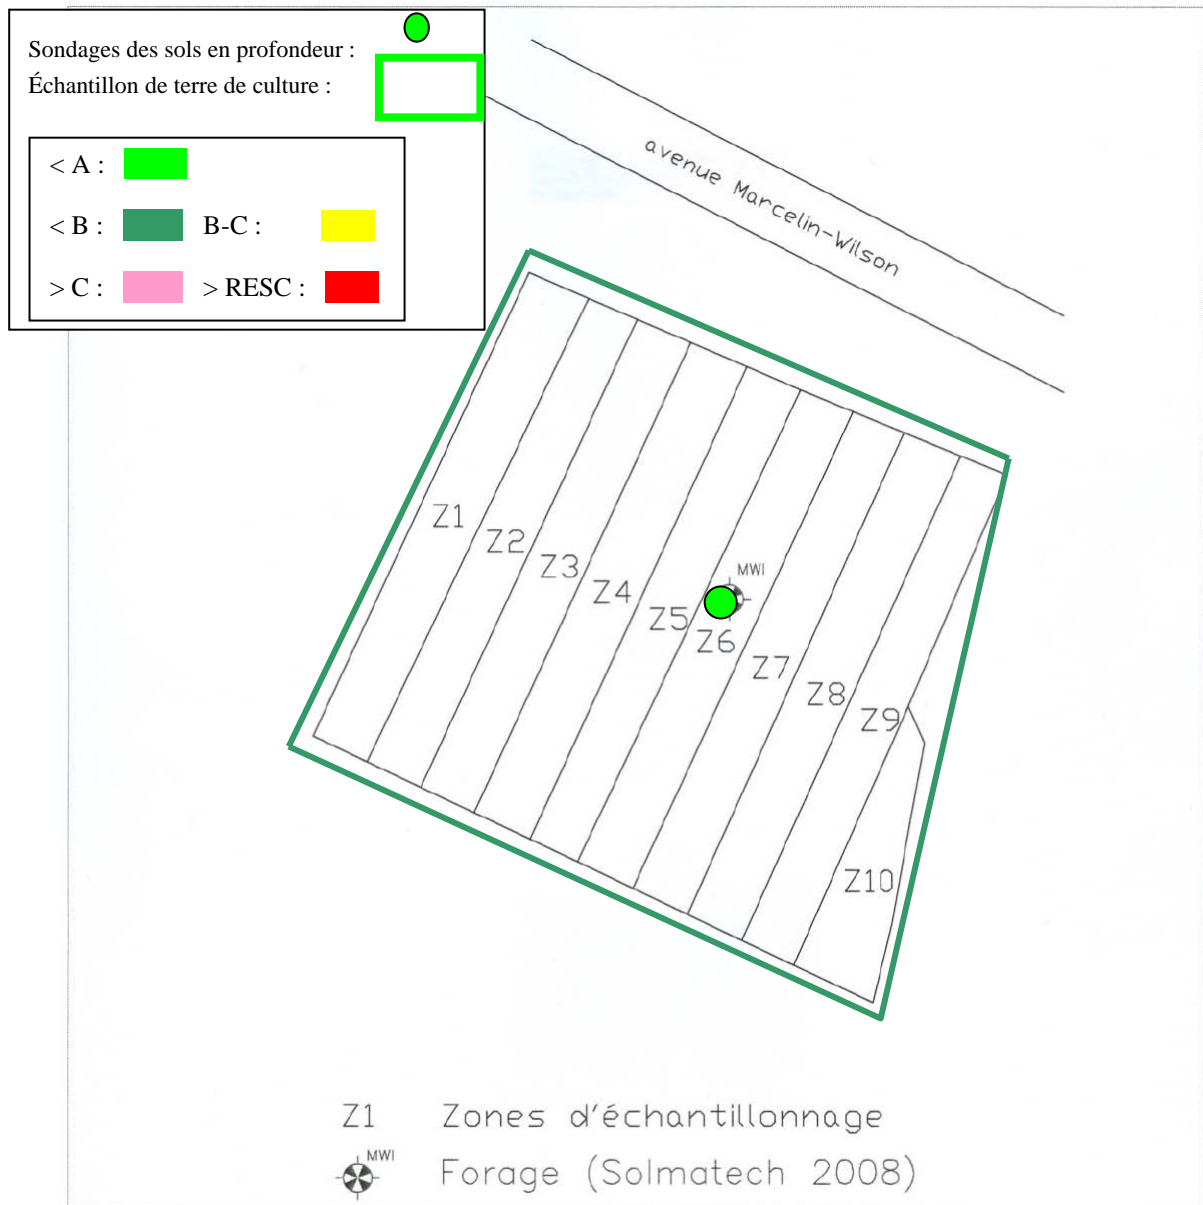 Sondages des sols en profondeur :
Échantillon de terre de culture :
< A :
< B : B-C :
> C : > RESC :
avenue Marcelin-Wilson
Z1
Z2
Z3
Z4
Z5
MWI
Z6
Z7
Z8
Z9
Z10
Z1 Zones d'échantillonnage
MWI
Forage (Solmatech 2008)